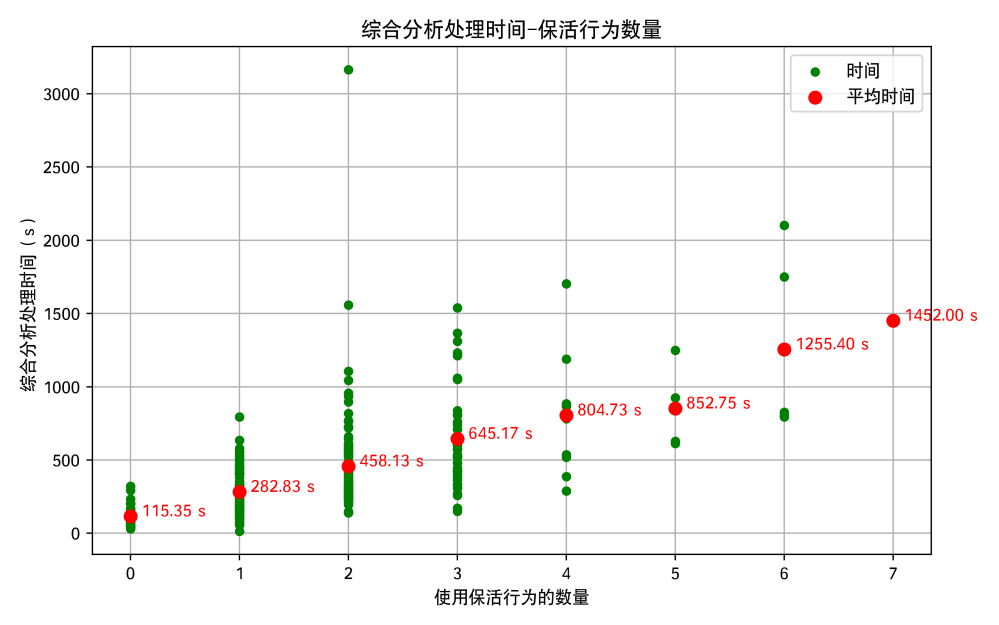 综合分析处理时间-保活行为数量
时间
平均时间
综合分析处理时间（s）
3000
2500
2000
1500
1000
500
0
115.35 s
282.83 s
458.13 s
645.17 s
804.73 s
852.75 s
1255.40 s
1452.00 s
0 1 2 3 4 5 6 7
使用保活行为的数量